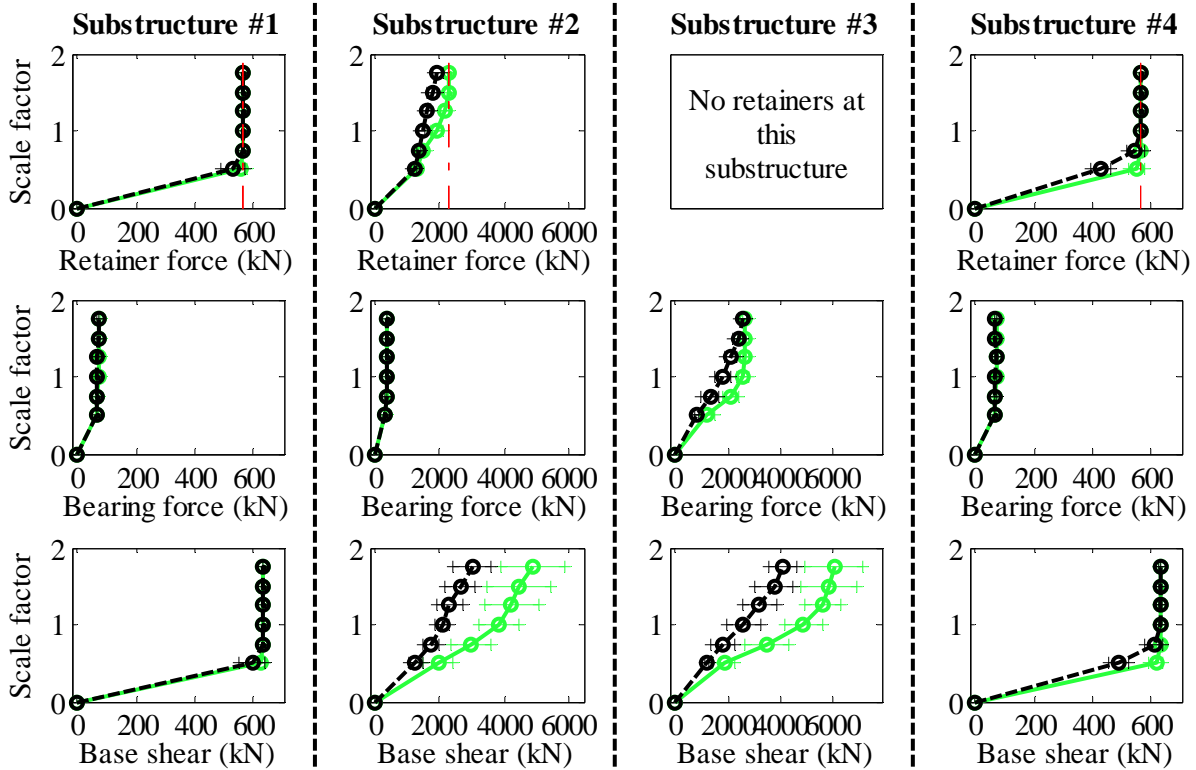 Substructure #1 Substructure #2 Substructure #3 Substructure #4
Scale factor
2
1
0
0 200 400 600
Retainer force (kN)
2
1
0
0 2000 4000 6000
Retainer force (kN)
No retainers at
this
substructure
2
1
0
0 200 400 600
Retainer force (kN)
Scale factor
2
1
0
0 200 400 600
Bearing force (kN)
2
1
0
0 2000 4000 6000
Bearing force (kN)
2
1
0
0 2000 4000 6000
Bearing force (kN)
2
1
0
0 200 400 600
Bearing force (kN)
Scale factor
2
1
0
0 200 400 600
Base shear (kN)
2
1
0
0 2000 4000 6000
Base shear (kN)
2
1
0
0 2000 4000 6000
Base shear (kN)
2
1
0
0 200 400 600
Base shear (kN)